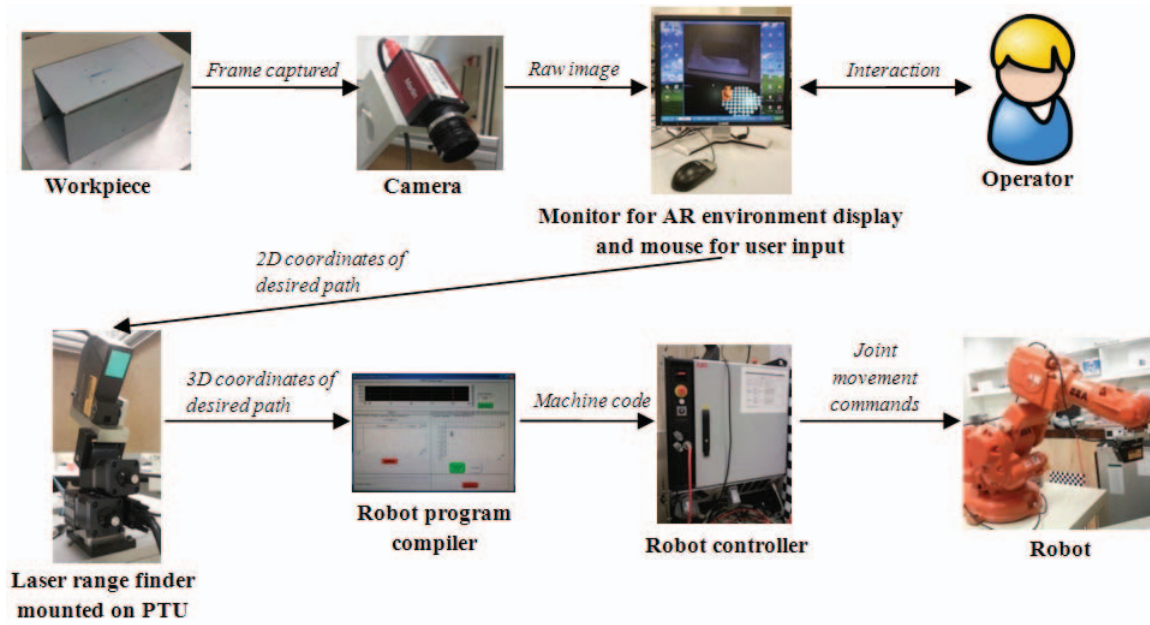 Frame captured
Raw image
Interaction
Workpiece
Camera
Operator
Monitor for AR environment display
and mouse for user input
2D coordinates of
desired path
3D coordinates of
desired path
Machine code
Joint
movement
commands
Robot program
compiler
Robot controller
Robot
Laser range finder
mounted on PTU